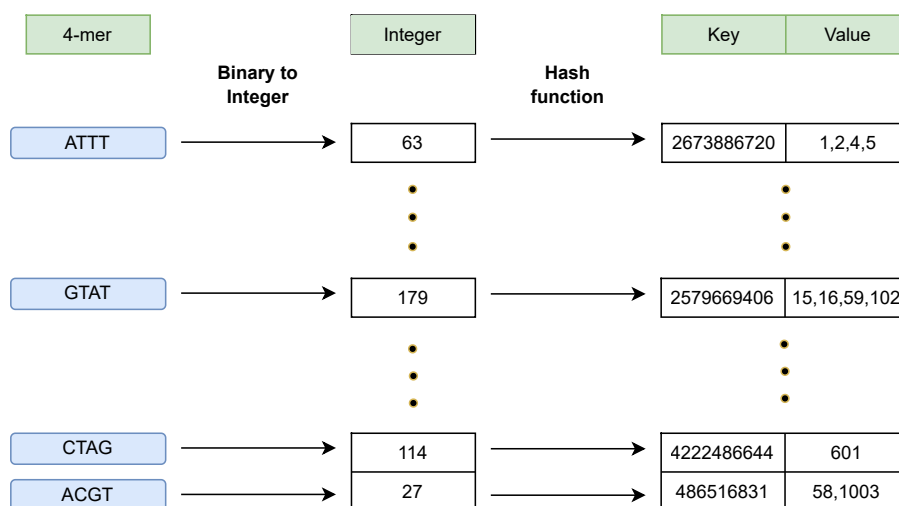 4-mer
Integer
Key
Value
Binary to
Integer
Hash
function
ATTT
63
2673886720
1,2,4,5
GTAT
179
2579669406
15,16,59,102
CTAG
114
4222486644
601
ACGT
27
486516831
58,1003